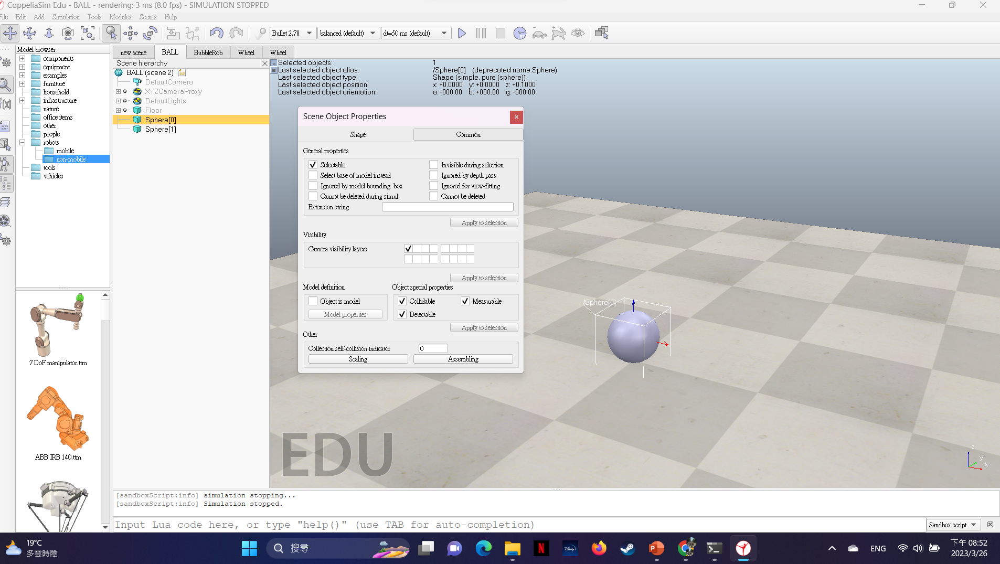 CoppeliaSim Edu - BALL - rendering: 3 ms (8.0 fps) - SIMULATION STOPPED
File Edit Add Simulation Tools Modules Scenes Help
Bullet 2.78 balanced (default) dt=50 ms (default)
Model browser
components
equipment
examples
furniture
household
infrastructure
nature
office items
other
people
robots
mobile
non-mobile
tools
vehicles
7 DoF manipulator.ttm
ABB IRB 140.ttm
new scene BALL BubbleRob Wheel Wheel
Scene hierarchy
BALL (scene 2)
DefaultCamera
XYZCameraProxy
DefaultLights
Floor
Sphere[0]
Sphere[1]
Selected objects: 1
Last selected object alias: /Sphere[0] (deprecated name:Sphere)
Last selected object type: Shape (simple, pure (sphere))
Last selected object position: x: +0.0000 y: +0.0000 z: +0.1000
Last selected object orientation: a: -000.00 b: +000.00 g: -000.00
Scene Object Properties
Shape Common
General properties
Selectable Invisible during selection
Select base of model instead Ignored by depth pass
Ignored by model bounding box Ignored for view-fitting
Cannot be deleted during simul. Cannot be deleted
Extension string
Apply to selection
Visibility
Camera visibility layers
Apply to selection
Model definition Object special properties
Object is model Collidable Measurable
Model properties Detectable
Apply to selection
Other
Collection self-collision indicator 0
Scaling Assembling
/Sphere[0]
EDU
z
y
x
[sandboxScript:info] simulation stopping...
[sandboxScript:info] Simulation stopped.
Input Lua code here, or type "help()" (use TAB for auto-completion)
Sandbox script
19°C
多雲時陰
搜尋
ENG
下午 08:52
2023/3/26